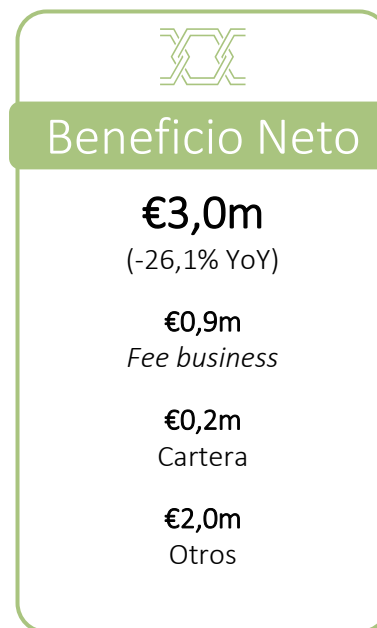 Beneficio Neto
€3,0m
(-26,1% YoY)
€0,9m
Fee business
€0,2m
Cartera
€2,0m
Otros